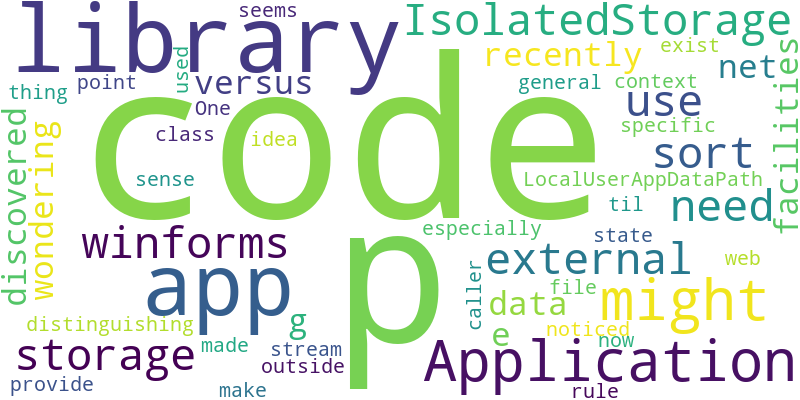 library
seems
IsolatedStorage
thing
point
used
versus
recently
exist
net
One
general
context
facilities
code
class
idea
use
specific
discovered
wondering
sense
sort
LocalUserAppDataPath
need
til
winforms
p
especially
state
app
external
web
caller
file
might
data
g
distinguishing
e
noticed
now
storage
made
stream
outside
Application
provide
make
rule